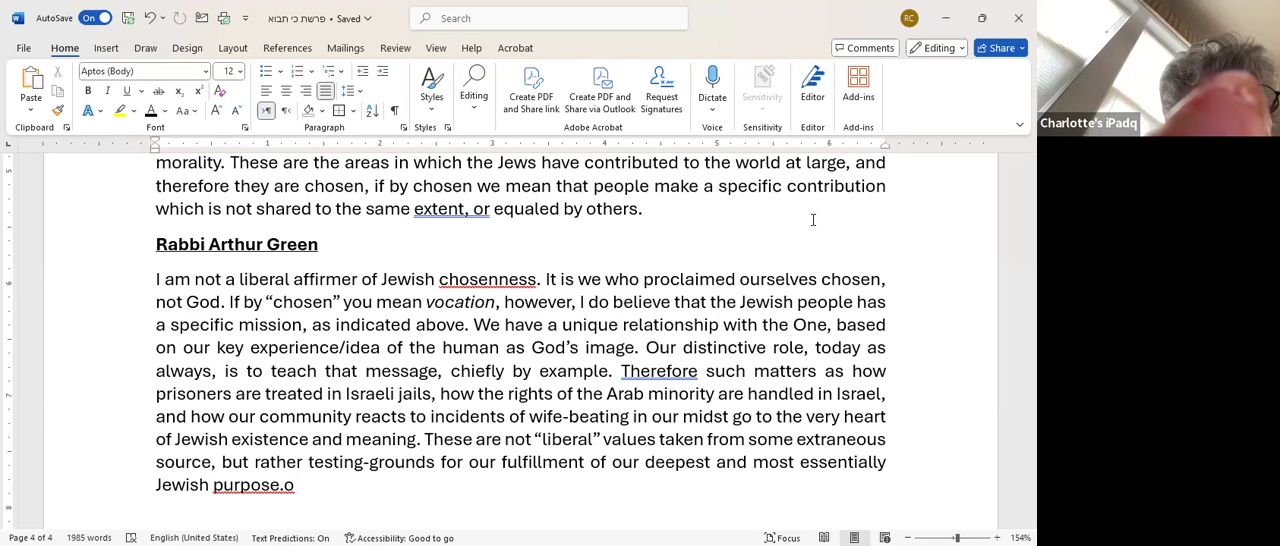 AutoSave On פרשת כי תבוא • Saved Search RC
File Home Insert Draw Design Layout References Mailings Review View Help Acrobat Comments Editing Share
Paste Aptos (Body) 12 Styles Editing Create PDF and Share link Create PDF and Share via Outlook Request Signatures Dictate Sensitivity Editor Add-ins
Clipboard Font Paragraph Styles Adobe Acrobat Voice Sensitivity Editor Add-ins
1 2 3 4 5 6
morality. These are the areas in which the Jews have contributed to the world at large, and
therefore they are chosen, if by chosen we mean that people make a specific contribution
which is not shared to the same extent, or equaled by others.
Rabbi Arthur Green
I am not a liberal affirmer of Jewish chosenness. It is we who proclaimed ourselves chosen,
not God. If by “chosen” you mean vocation, however, I do believe that the Jewish people has
a specific mission, as indicated above. We have a unique relationship with the One, based
on our key experience/idea of the human as God’s image. Our distinctive role, today as
always, is to teach that message, chiefly by example. Therefore such matters as how
prisoners are treated in Israeli jails, how the rights of the Arab minority are handled in Israel,
and how our community reacts to incidents of wife-beating in our midst go to the very heart
of Jewish existence and meaning. These are not “liberal” values taken from some extraneous
source, but rather testing-grounds for our fulfillment of our deepest and most essentially
Jewish purpose.o
Page 4 of 4 1985 words English (United States) Text Predictions: On Accessibility: Good to go Focus 154%
Charlotte's iPadq